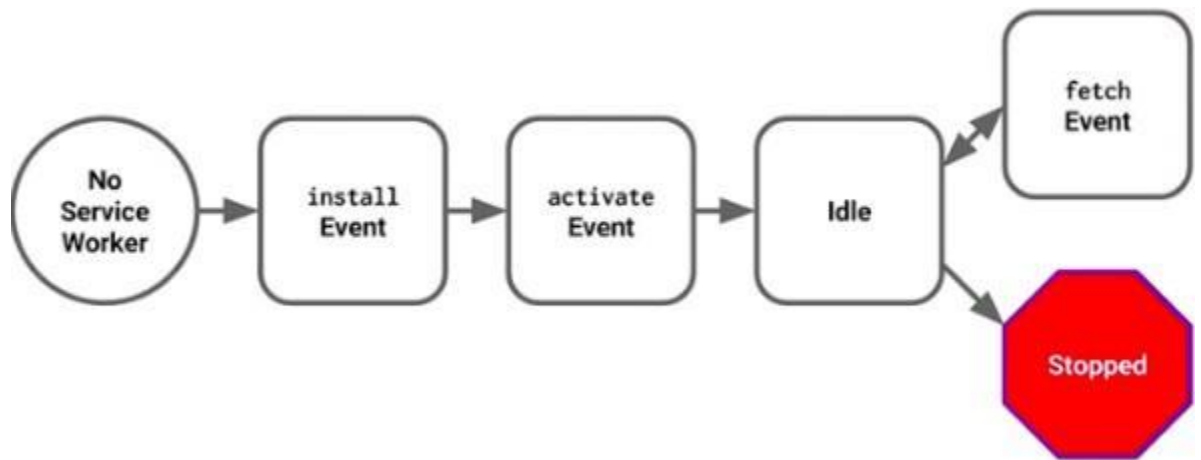 No
Service
Worker
install
Event
activate
Event
Idle
fetch
Event
Stopped